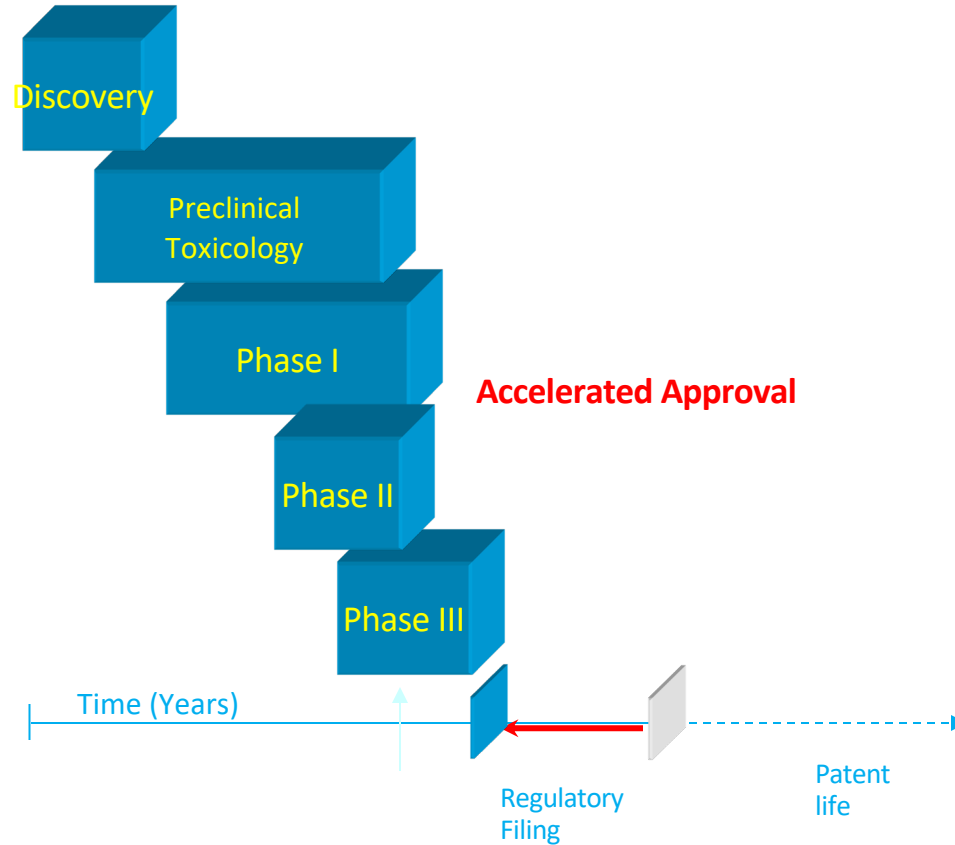 Discovery
Preclinical
Toxicology
Phase I
Accelerated Approval
Phase II
Phase III
Time (Years)
Regulatory
Filing
Patent
life